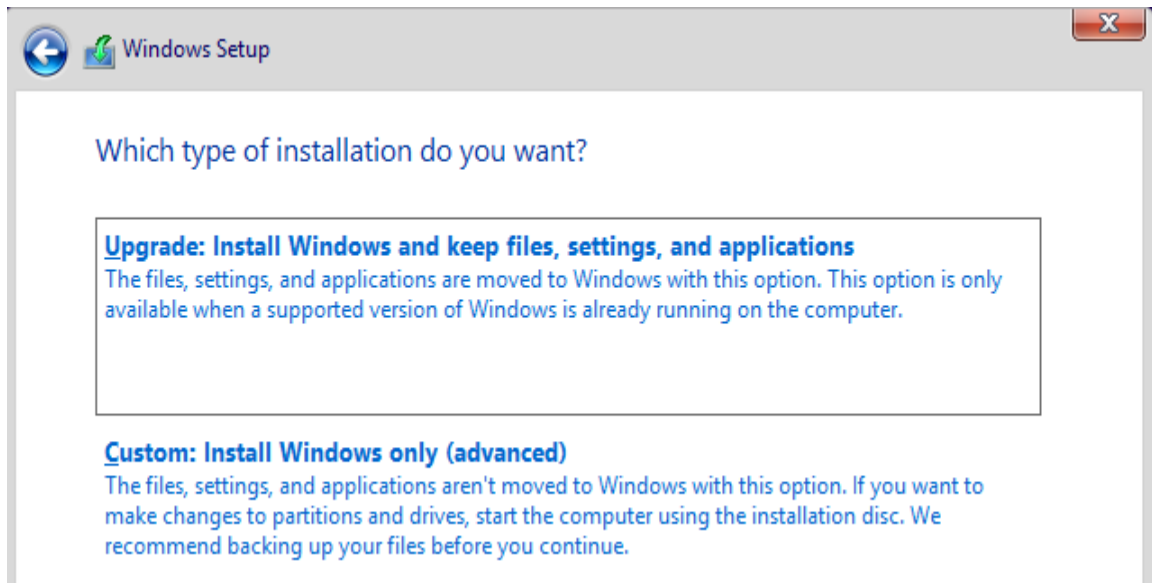 Windows Setup
Which type of installation do you want?
Upgrade: Install Windows and keep files, settings, and applications
The files, settings, and applications are moved to Windows with this option. This option is only
available when a supported version of Windows is already running on the computer.
Custom: Install Windows only (advanced)
The files, settings, and applications aren't moved to Windows with this option. If you want to
make changes to partitions and drives, start the computer using the installation disc. We
recommend backing up your files before you continue.